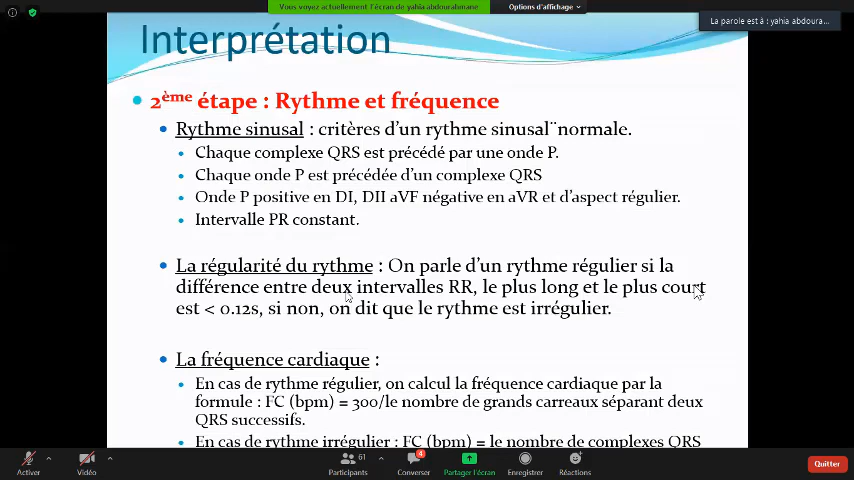 Vous voyez actuellement l'écran de yahia abdourahmane
Options d'affichage
La parole est à : yahia abdoura...
Interprétation
2ème étape : Rythme et fréquence
Rythme sinusal : critères d'un rythme sinusal¨normale.
Chaque complexe QRS est précédé par une onde P.
Chaque onde P est précédée d'un complexe QRS
Onde P positive en DI, DII aVF négative en aVR et d'aspect régulier.
Intervalle PR constant.
La régularité du rythme : On parle d'un rythme régulier si la
différence entre deux intervalles RR, le plus long et le plus court
est < 0.12s, si non, on dit que le rythme est irrégulier.
La fréquence cardiaque :
En cas de rythme régulier, on calcul la fréquence cardiaque par la
formule : FC (bpm) = 300/le nombre de grands carreaux séparant deux
QRS successifs.
En cas de rythme irrégulier : FC (bpm) = le nombre de complexes QRS
61
4
Activer
Vidéo
Participants
Converser
Partager l'écran
Enregistrer
Réactions
Quitter